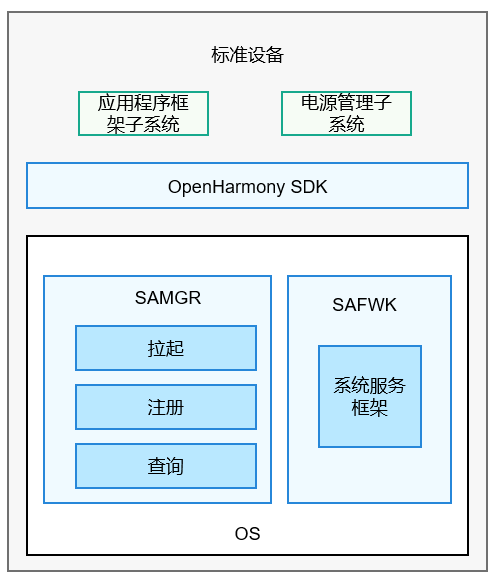 标准设备
应用程序框
架子系统
电源管理子
系统
OpenHarmony SDK
SAMGR
拉起
注册
查询
SAFWK
系统服务
框架
OS